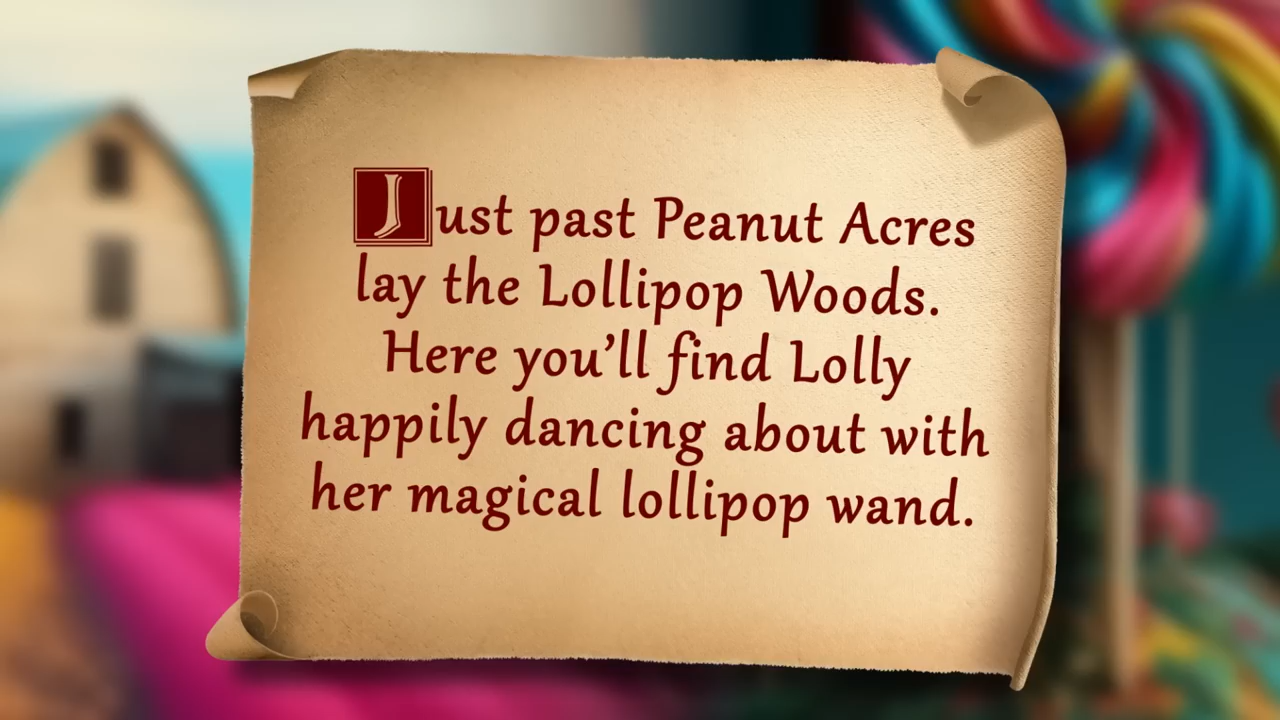 Just past Peanut Acres
lay the Lollipop Woods.
Here you’ll find Lolly
happily dancing about with
her magical lollipop wand.